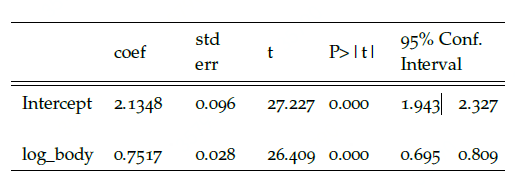 coef std err t P>|t| 95% Conf. Interval
Intercept 2.1348 0.096 27.227 0.000 1.943 2.327
log_body 0.7517 0.028 26.409 0.000 0.695 0.809